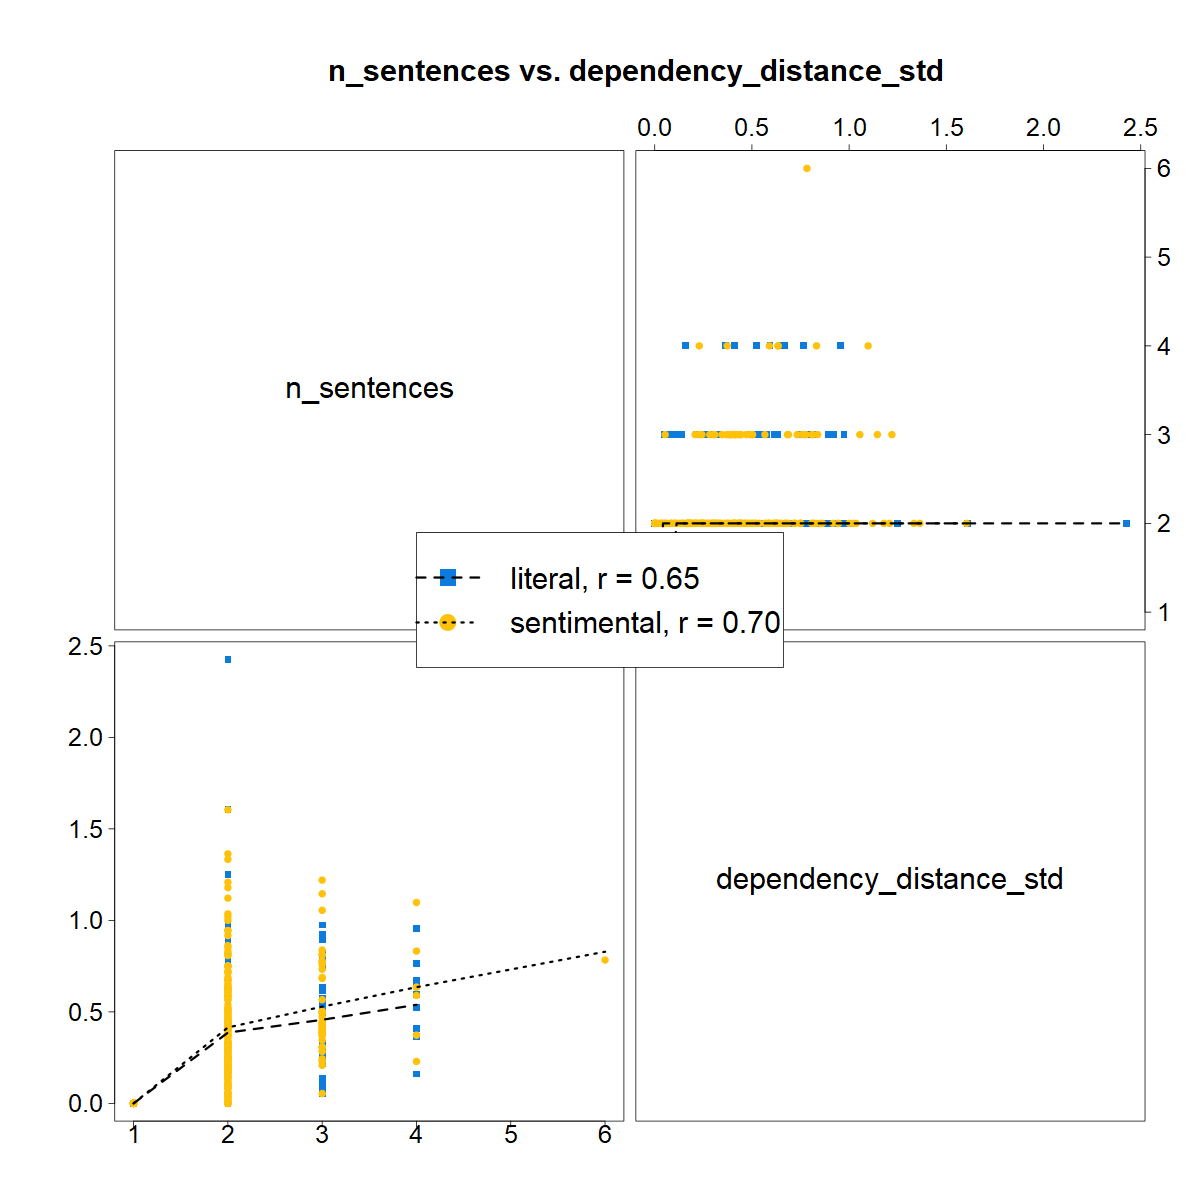 n_sentences vs. dependency_distance_std
0.0 0.5 1.0 1.5 2.0 2.5
6
5
4
3
2
1
n_sentences
literal, r = 0.65
sentimental, r = 0.70
2.5
2.0
1.5
1.0
0.5
0.0
dependency_distance_std
1 2 3 4 5 6